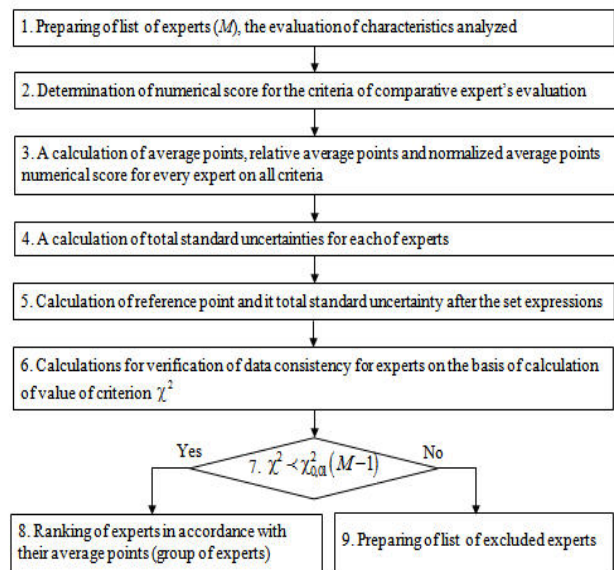 1. Preparing of list of experts (M), the evaluation of characteristics analyzed
2. Determination of numerical score for the criteria of comparative expert's evaluation
3. A calculation of average points, relative average points and normalized average points
numerical score for every expert on all criteria
4. A calculation of total standard uncertainties for each of experts
5. Calculation of reference point and it total standard uncertainty after the set expressions
6. Calculations for verification of data consistency for experts on the basis of calculation
of value of criterion χ²
Yes
7. χ² ≺ χ²₀,₀₁(M−1)
No
8. Ranking of experts in accordance with
their average points (group of experts)
9. Preparing of list of excluded experts